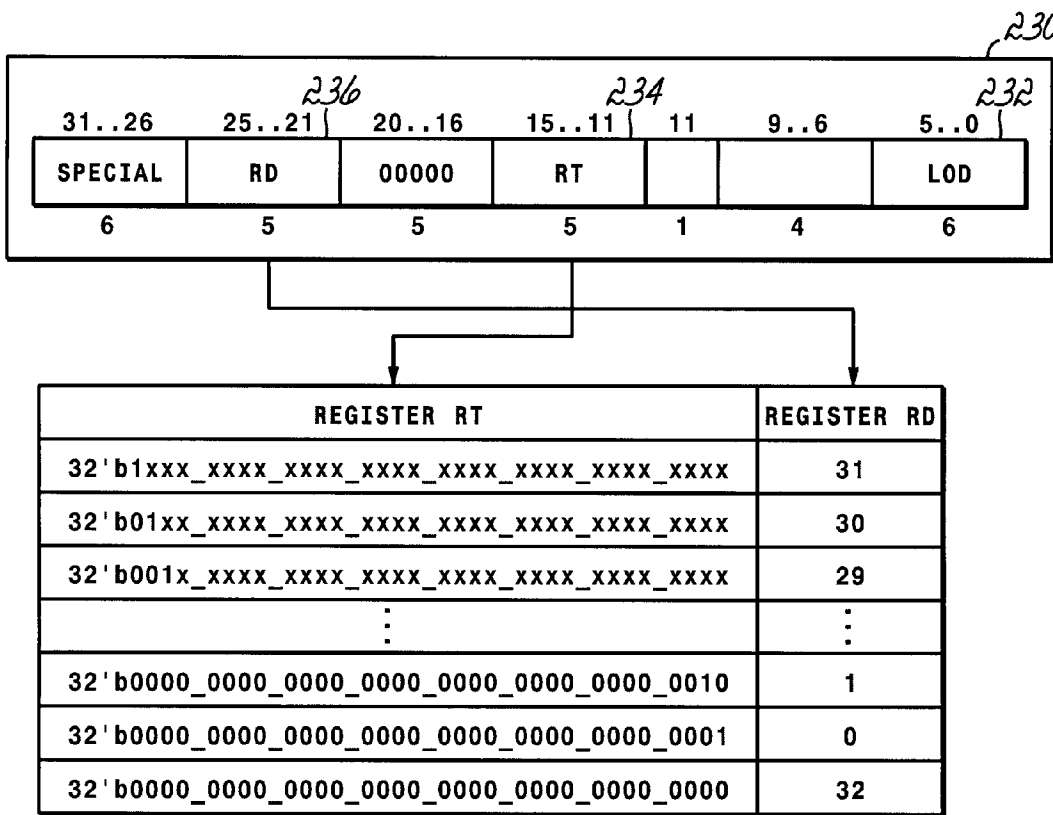 230
236 234 232
31..26 25..21 20..16 15..11 11 9..6 5..0
SPECIAL RD 00000 RT LOD
6 5 5 5 1 4 6
REGISTER RT REGISTER RD
32'b1xxx_xxxx_xxxx_xxxx_xxxx_xxxx_xxxx_xxxx 31
32'b01xx_xxxx_xxxx_xxxx_xxxx_xxxx_xxxx_xxxx 30
32'b001x_xxxx_xxxx_xxxx_xxxx_xxxx_xxxx_xxxx 29
32'b0000_0000_0000_0000_0000_0000_0000_0010 1
32'b0000_0000_0000_0000_0000_0000_0000_0001 0
32'b0000_0000_0000_0000_0000_0000_0000_0000 32